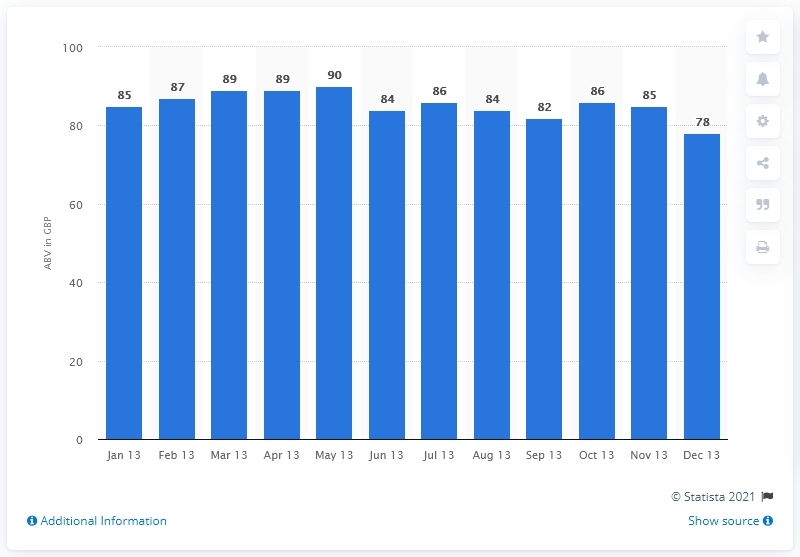 100
80
60
40
20
0
ABV in GBP
85 87 89 89 90 84 86 84 82 86 85 78
Jan 13 Feb 13 Mar 13 Apr 13 May 13 Jun 13 Jul 13 Aug 13 Sep 13 Oct 13 Nov 13 Dec 13
© Statista 2021
Additional Information
Show source